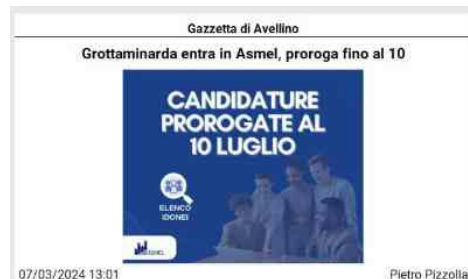 Gazzetta di Avellino
Grottaminarda entra in Asmel, proroga fino al 10
CANDIDATURE
PROROGATE AL
10 LUGLIO
ELENCO
IDONEI
ASMEL
07/03/2024 13:01
Pietro Pizzolla